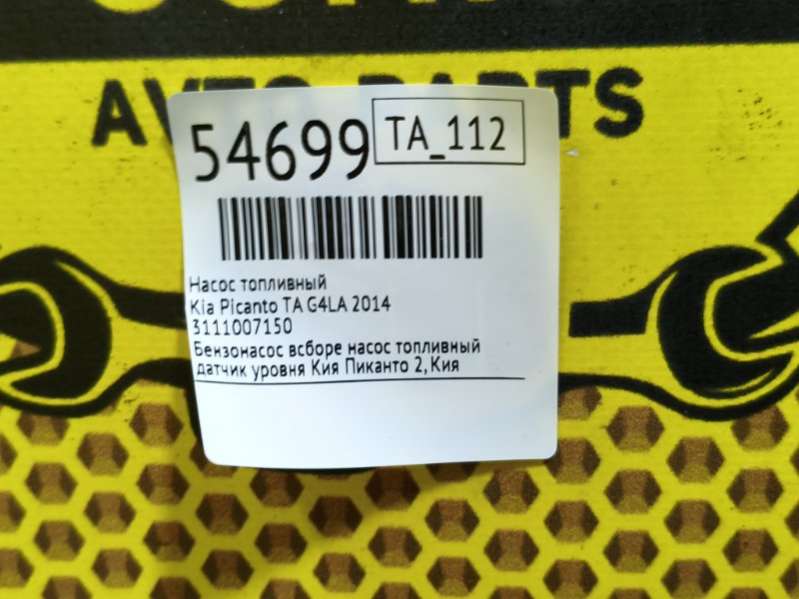 AVTO PARTS
54699
TA_112
Насос топливный
Kia Picanto TA G4LA 2014
3111007150
Бензонасос всборе насос топливный
датчик уровня Кия Пиканто 2,Кия